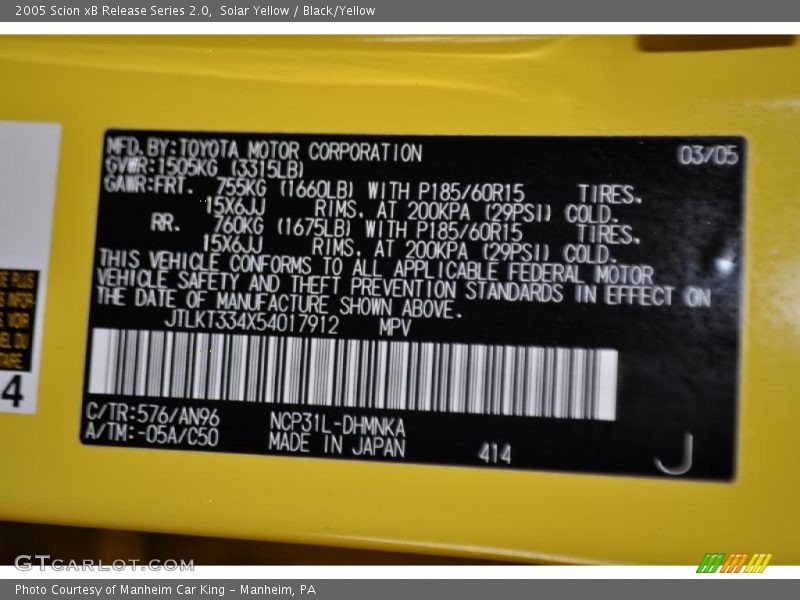 2005 Scion xB Release Series 2.0, Solar Yellow / Black/Yellow
MFD. BY: TOYOTA MOTOR CORPORATION 03/05
GVWR: 1505KG (3315LB)
GAWR: FRT. 755KG (1660LB) WITH P185/60R15 TIRES.
15X6JJ RIMS. AT 200KPA (29PSI) COLD.
RR. 760KG (1675LB) WITH P185/60R15 TIRES.
15X6JJ RIMS. AT 200KPA (29PSI) COLD.
THIS VEHICLE CONFORMS TO ALL APPLICABLE FEDERAL MOTOR
VEHICLE SAFETY AND THEFT PREVENTION STANDARDS IN EFFECT ON
THE DATE OF MANUFACTURE SHOWN ABOVE.
JTLKT334X54017912 MPV
C/TR: 576/AN96 NCP31L-DHMNKA
A/TM: -05A/C50 MADE IN JAPAN 414 J
E PLUS
VOIR
EL DU
4
GTCARLOT.COM
Photo Courtesy of Manheim Car King - Manheim, PA